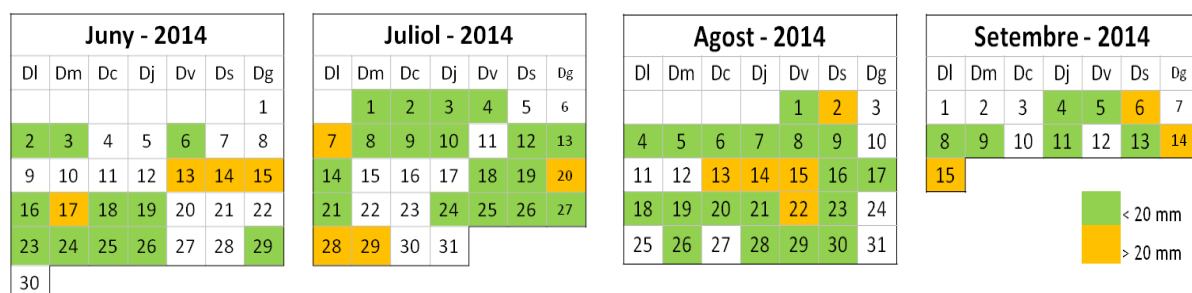 Juny - 2014
Dl Dm Dc Dj Dv Ds Dg
1
2 3 4 5 6 7 8
9 10 11 12 13 14 15
16 17 18 19 20 21 22
23 24 25 26 27 28 29
30
Juliol - 2014
Dl Dm Dc Dj Dv Ds Dg
1 2 3 4 5 6
7 8 9 10 11 12 13
14 15 16 17 18 19 20
21 22 23 24 25 26 27
28 29 30 31
Agost - 2014
Dl Dm Dc Dj Dv Ds Dg
1 2 3
4 5 6 7 8 9 10
11 12 13 14 15 16 17
18 19 20 21 22 23 24
25 26 27 28 29 30 31
Setembre - 2014
Dl Dm Dc Dj Dv Ds Dg
1 2 3 4 5 6 7
8 9 10 11 12 13 14
15
< 20 mm
> 20 mm